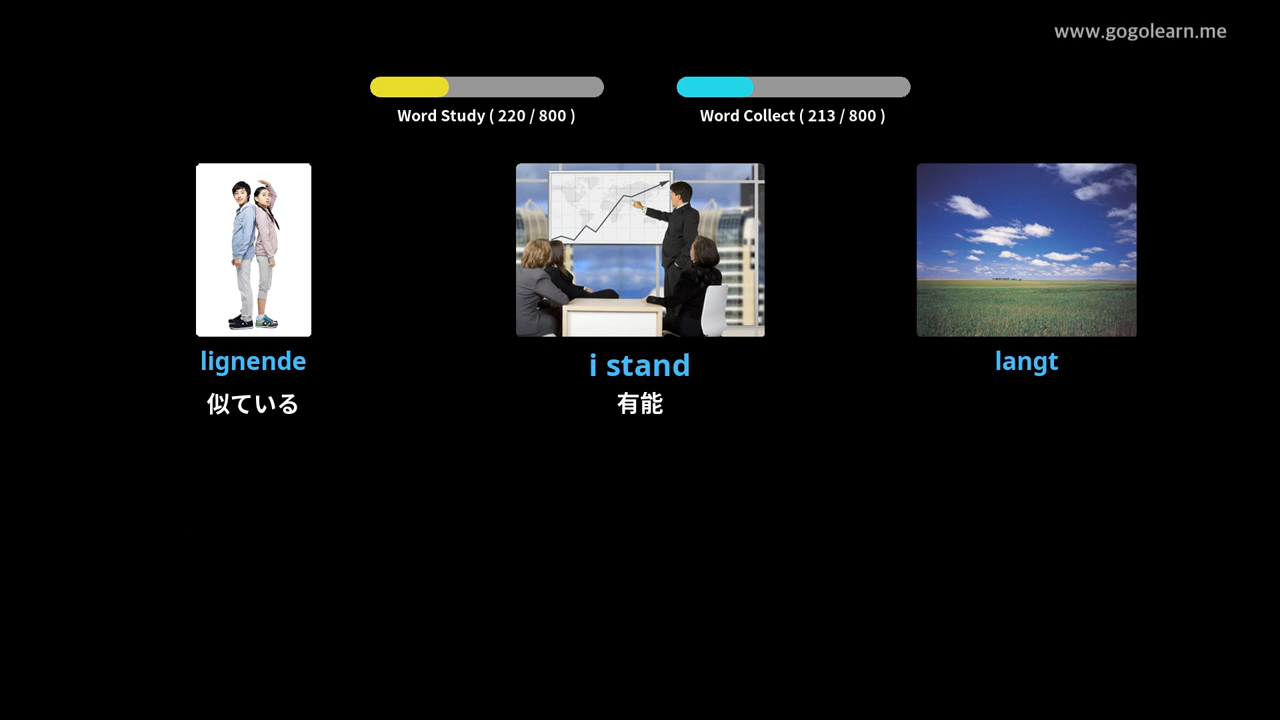 www.gogolearn.me
Word Study ( 220 / 800 )
Word Collect ( 213 / 800 )
lignende
i stand
langt
似ている
有能